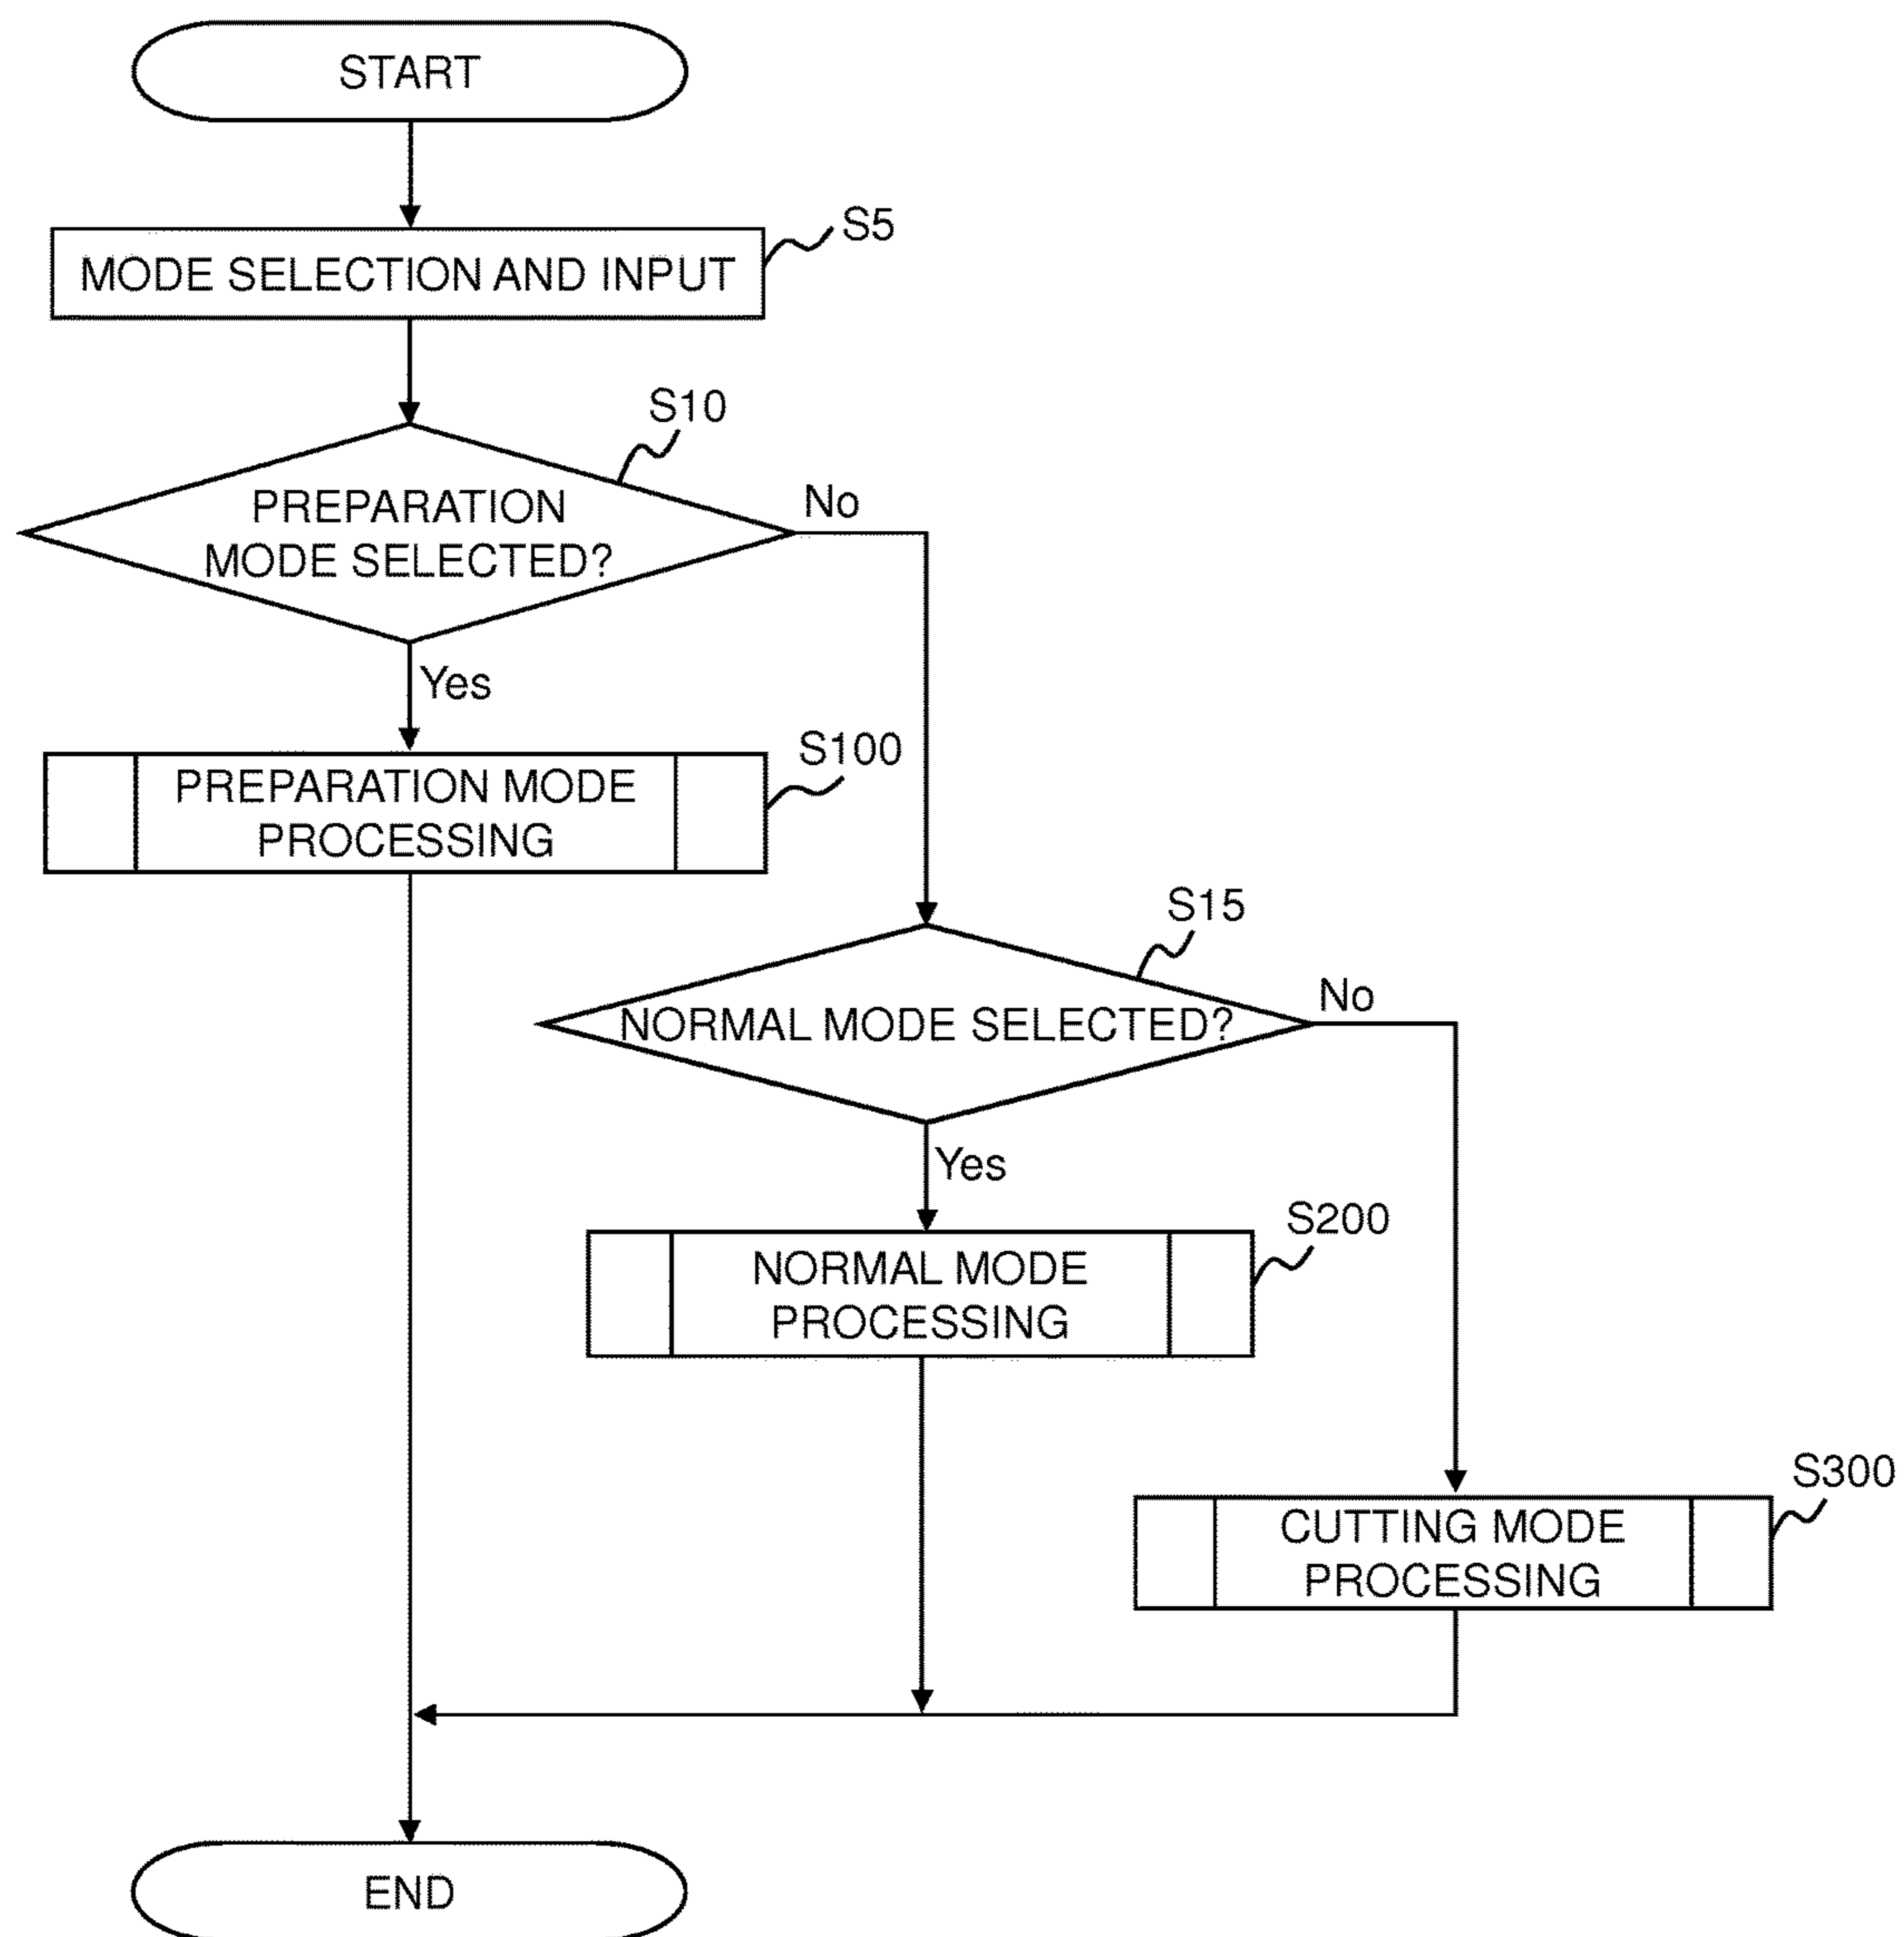 START
MODE SELECTION AND INPUT
S5
S10
PREPARATION
MODE SELECTED?
No
Yes
S100
PREPARATION MODE
PROCESSING
S15
NORMAL MODE SELECTED?
No
Yes
S200
NORMAL MODE
PROCESSING
S300
CUTTING MODE
PROCESSING
END